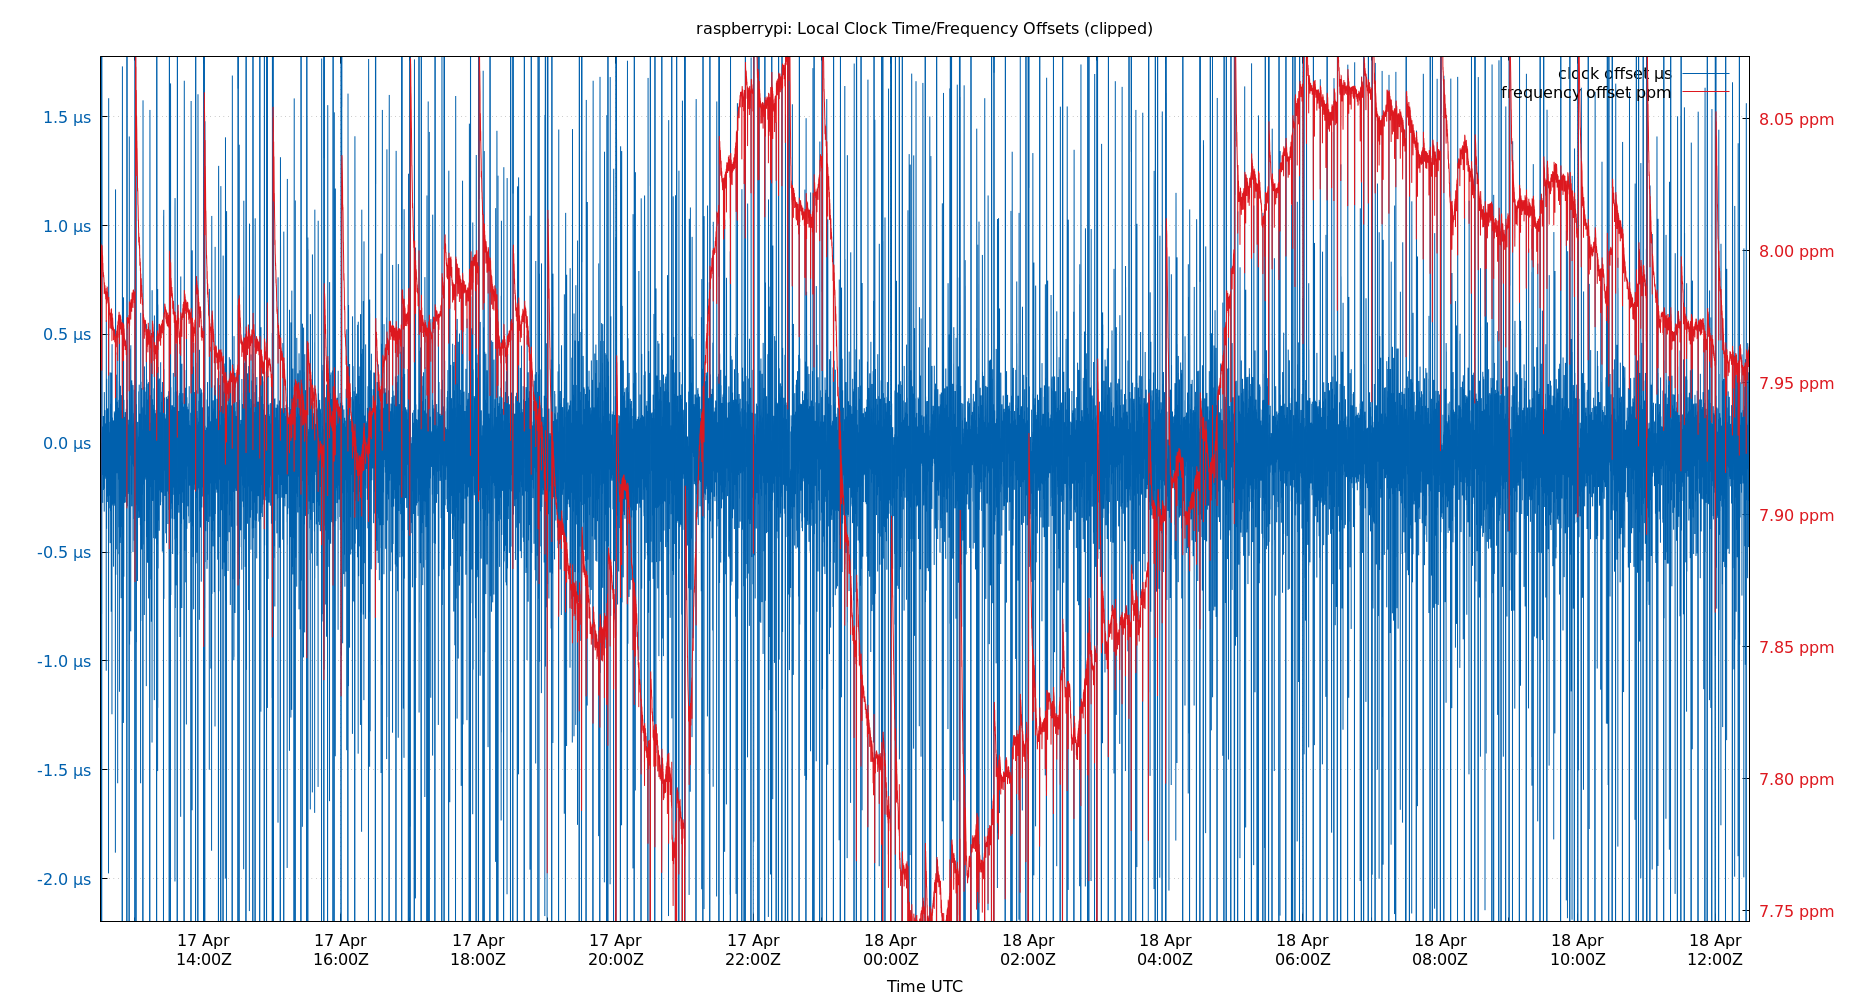 raspberrypi: Local Clock Time/Frequency Offsets (clipped)
clock offset µs
frequency offset ppm
1.5 µs
1.0 µs
0.5 µs
0.0 µs
-0.5 µs
-1.0 µs
-1.5 µs
-2.0 µs
8.05 ppm
8.00 ppm
7.95 ppm
7.90 ppm
7.85 ppm
7.80 ppm
7.75 ppm
17 Apr 17 Apr 17 Apr 17 Apr 17 Apr 18 Apr 18 Apr 18 Apr 18 Apr 18 Apr 18 Apr 18 Apr
14:00Z 16:00Z 18:00Z 20:00Z 22:00Z 00:00Z 02:00Z 04:00Z 06:00Z 08:00Z 10:00Z 12:00Z
Time UTC